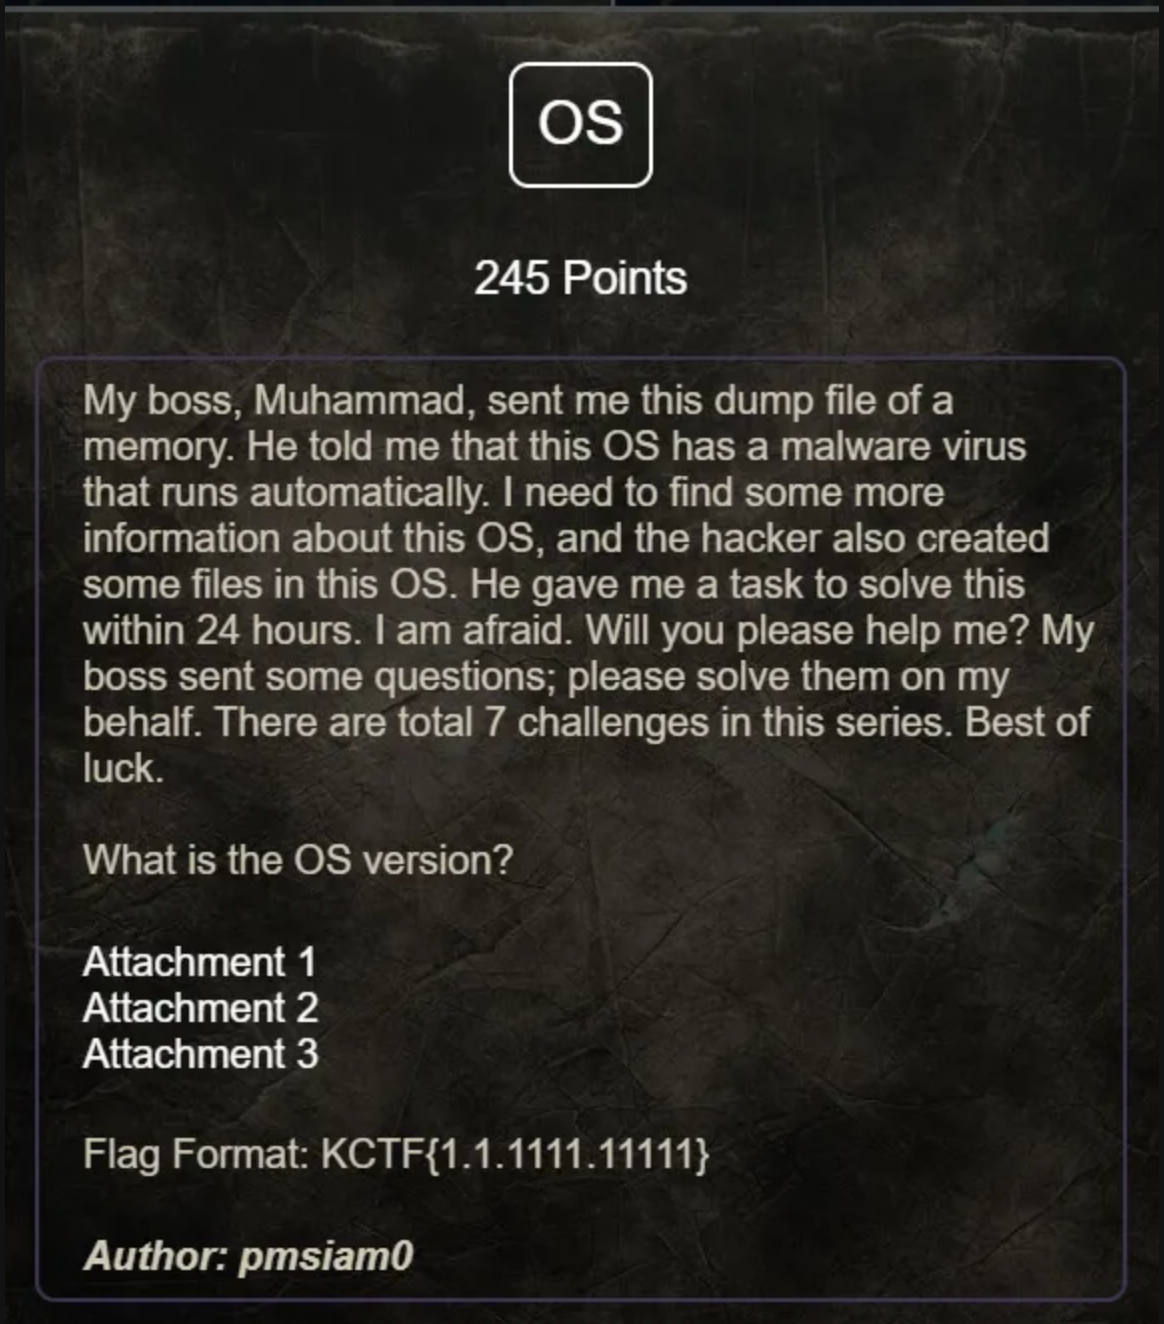 OS
245 Points
My boss, Muhammad, sent me this dump file of a
memory. He told me that this OS has a malware virus
that runs automatically. I need to find some more
information about this OS, and the hacker also created
some files in this OS. He gave me a task to solve this
within 24 hours. I am afraid. Will you please help me? My
boss sent some questions; please solve them on my
behalf. There are total 7 challenges in this series. Best of
luck.
What is the OS version?
Attachment 1
Attachment 2
Attachment 3
Flag Format: KCTF{1.1.1111.11111}
Author: pmsiam0